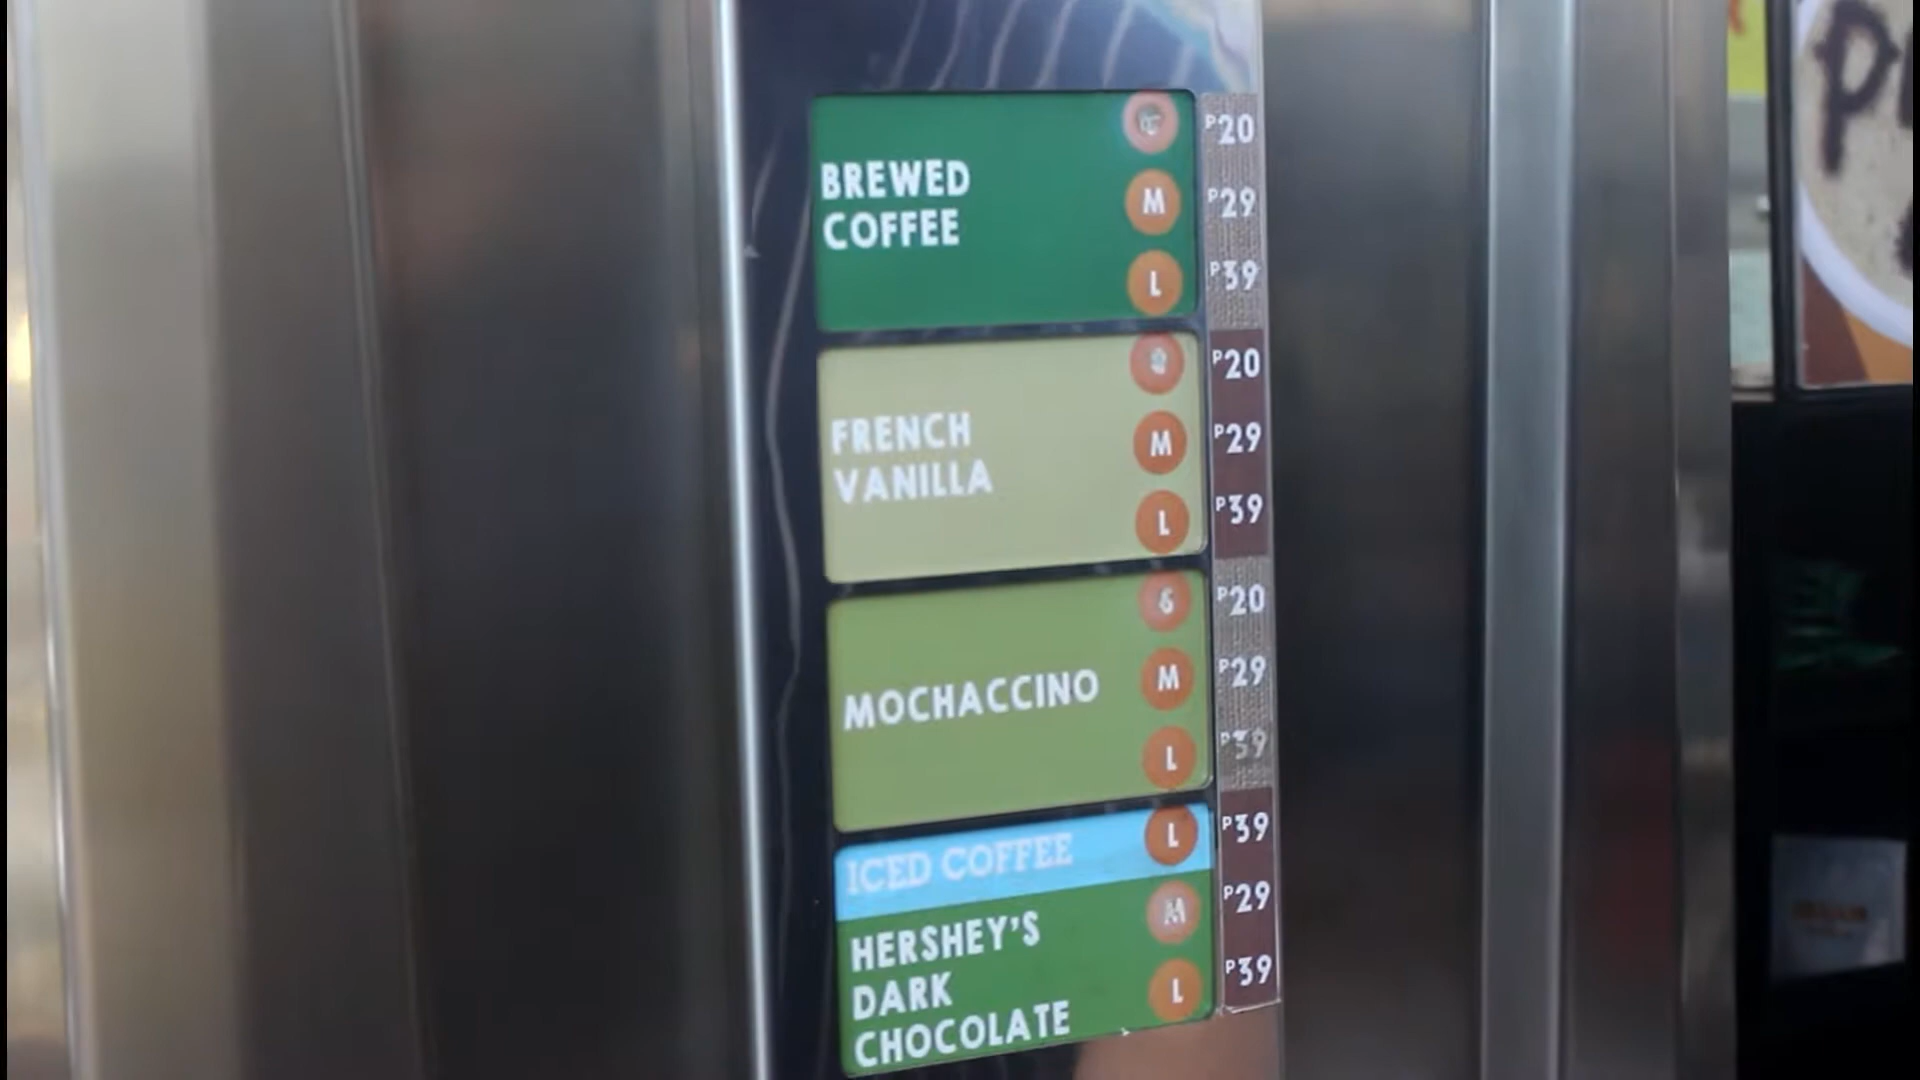 P20
BREWED
COFFEE
M P29
L P39
P20
FRENCH
VANILLA
M P29
L P39
P20
MOCHACCINO
M P29
L P39
ICED COFFEE L P39
HERSHEY'S
DARK
CHOCOLATE
M P29
L P39